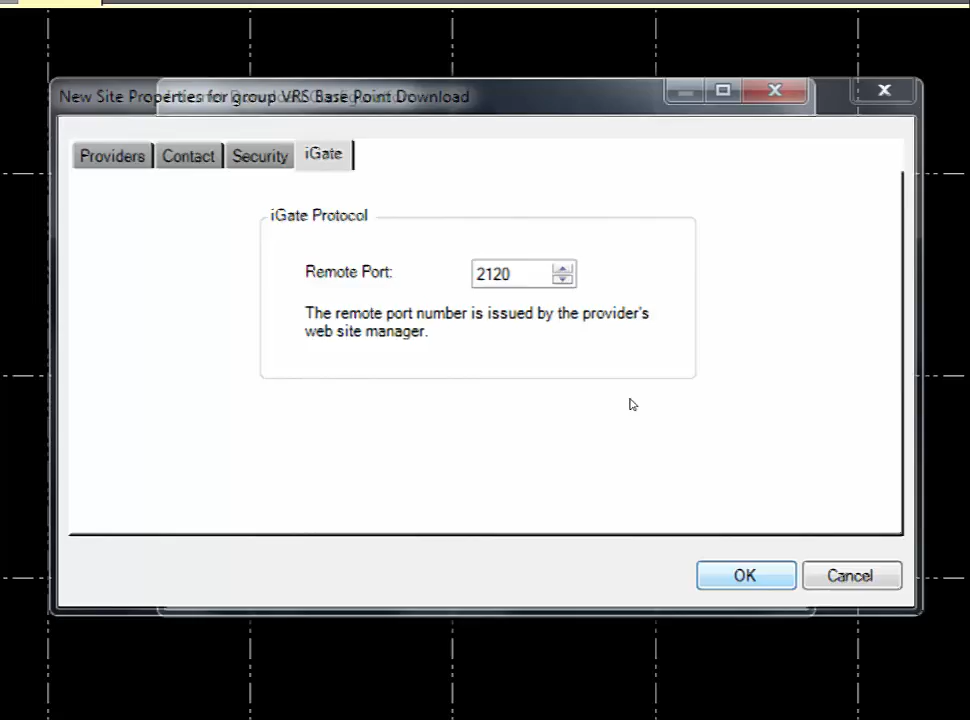 New Site Properties for group VRS Base Point Download
Providers
Contact
Security
iGate
iGate Protocol
Remote Port:
2120
The remote port number is issued by the provider's
web site manager.
OK
Cancel